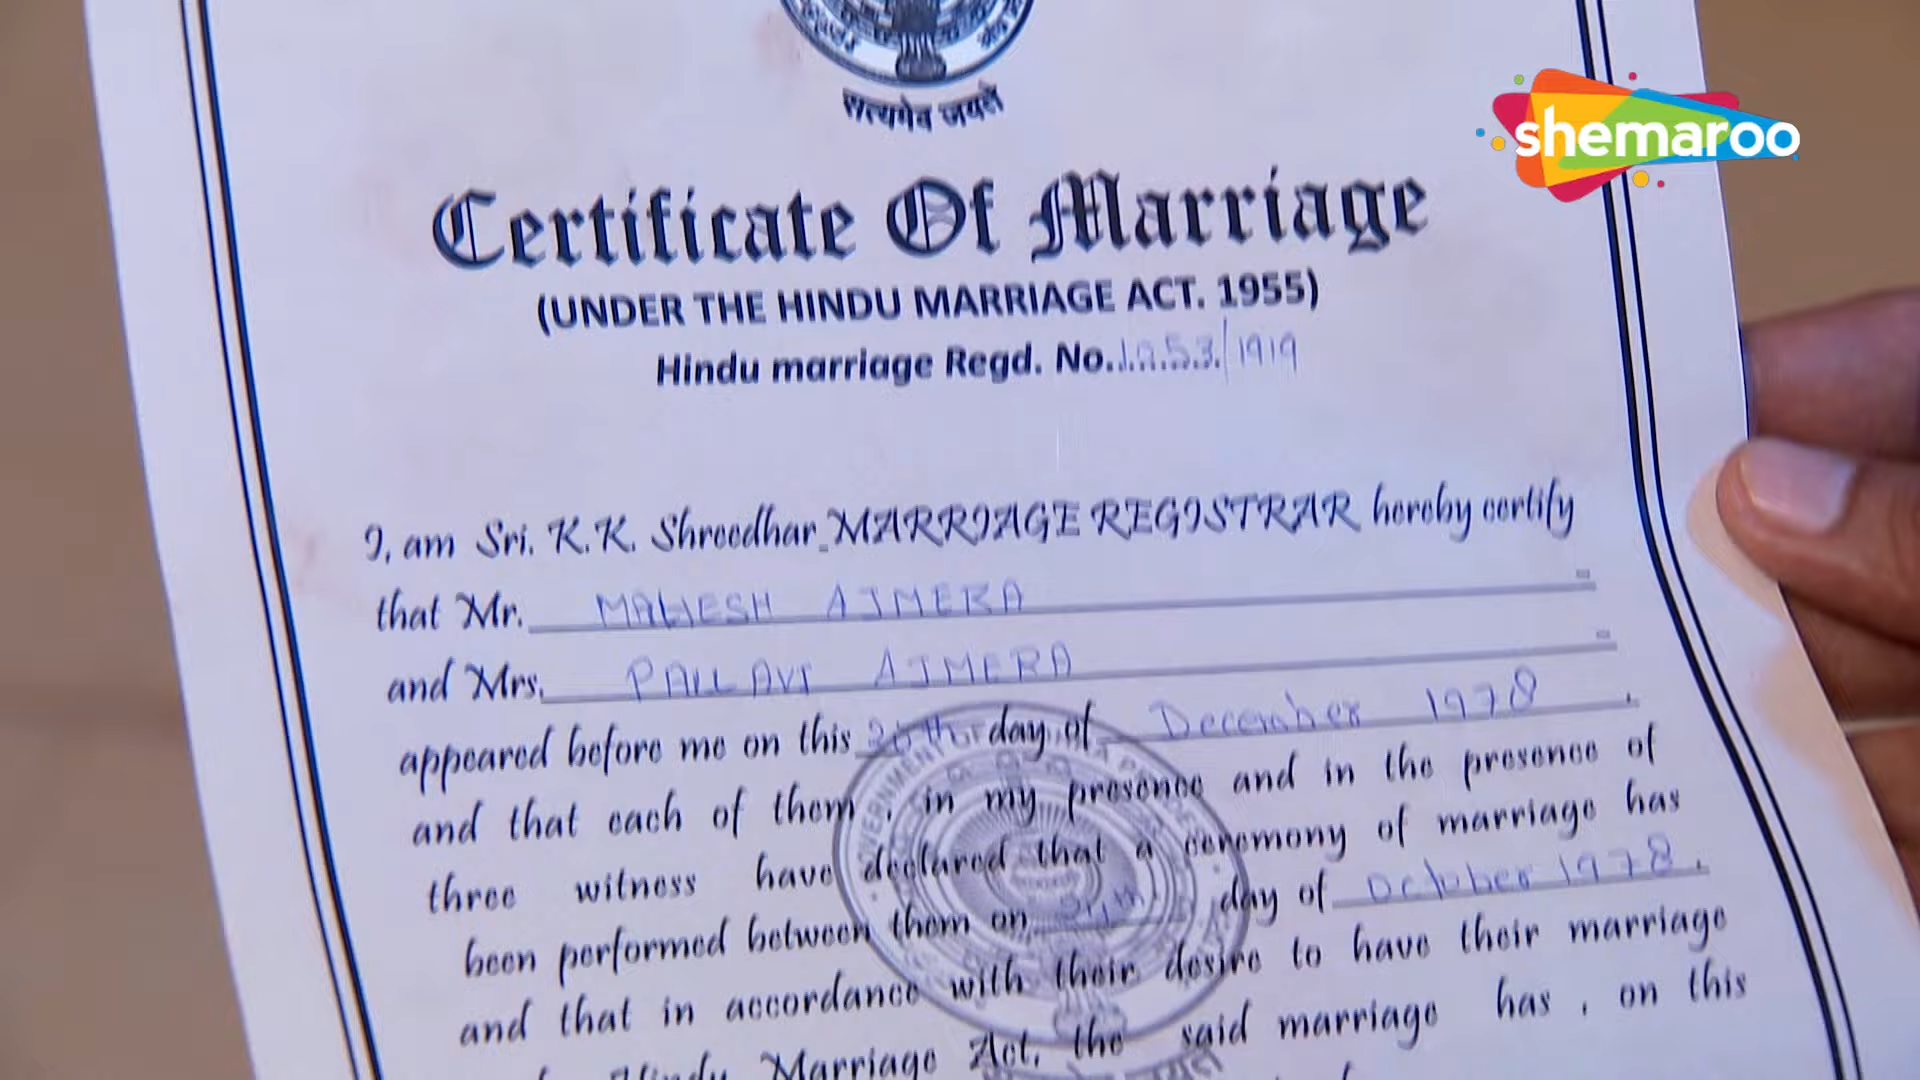 सत्यमेव जयते
shemaroo
Certificate Of Marriage
(UNDER THE HINDU MARRIAGE ACT. 1955)
Hindu marriage Regd. No. /1919
I, am Sri. K.K. Shreedhar MARRIAGE REGISTRAR hereby certify
that Mr. MAHESH AJMERA
and Mrs. PALLAVI AJMERA
appeared before me on this day of December 1978.
and that each of them, in my presence and in the presence of
three witness have declared that a ceremony of marriage has
been performed between them on day of October 1978.
and that in accordance with their desire to have their marriage
Hindu Marriage Act, the said marriage has, on this